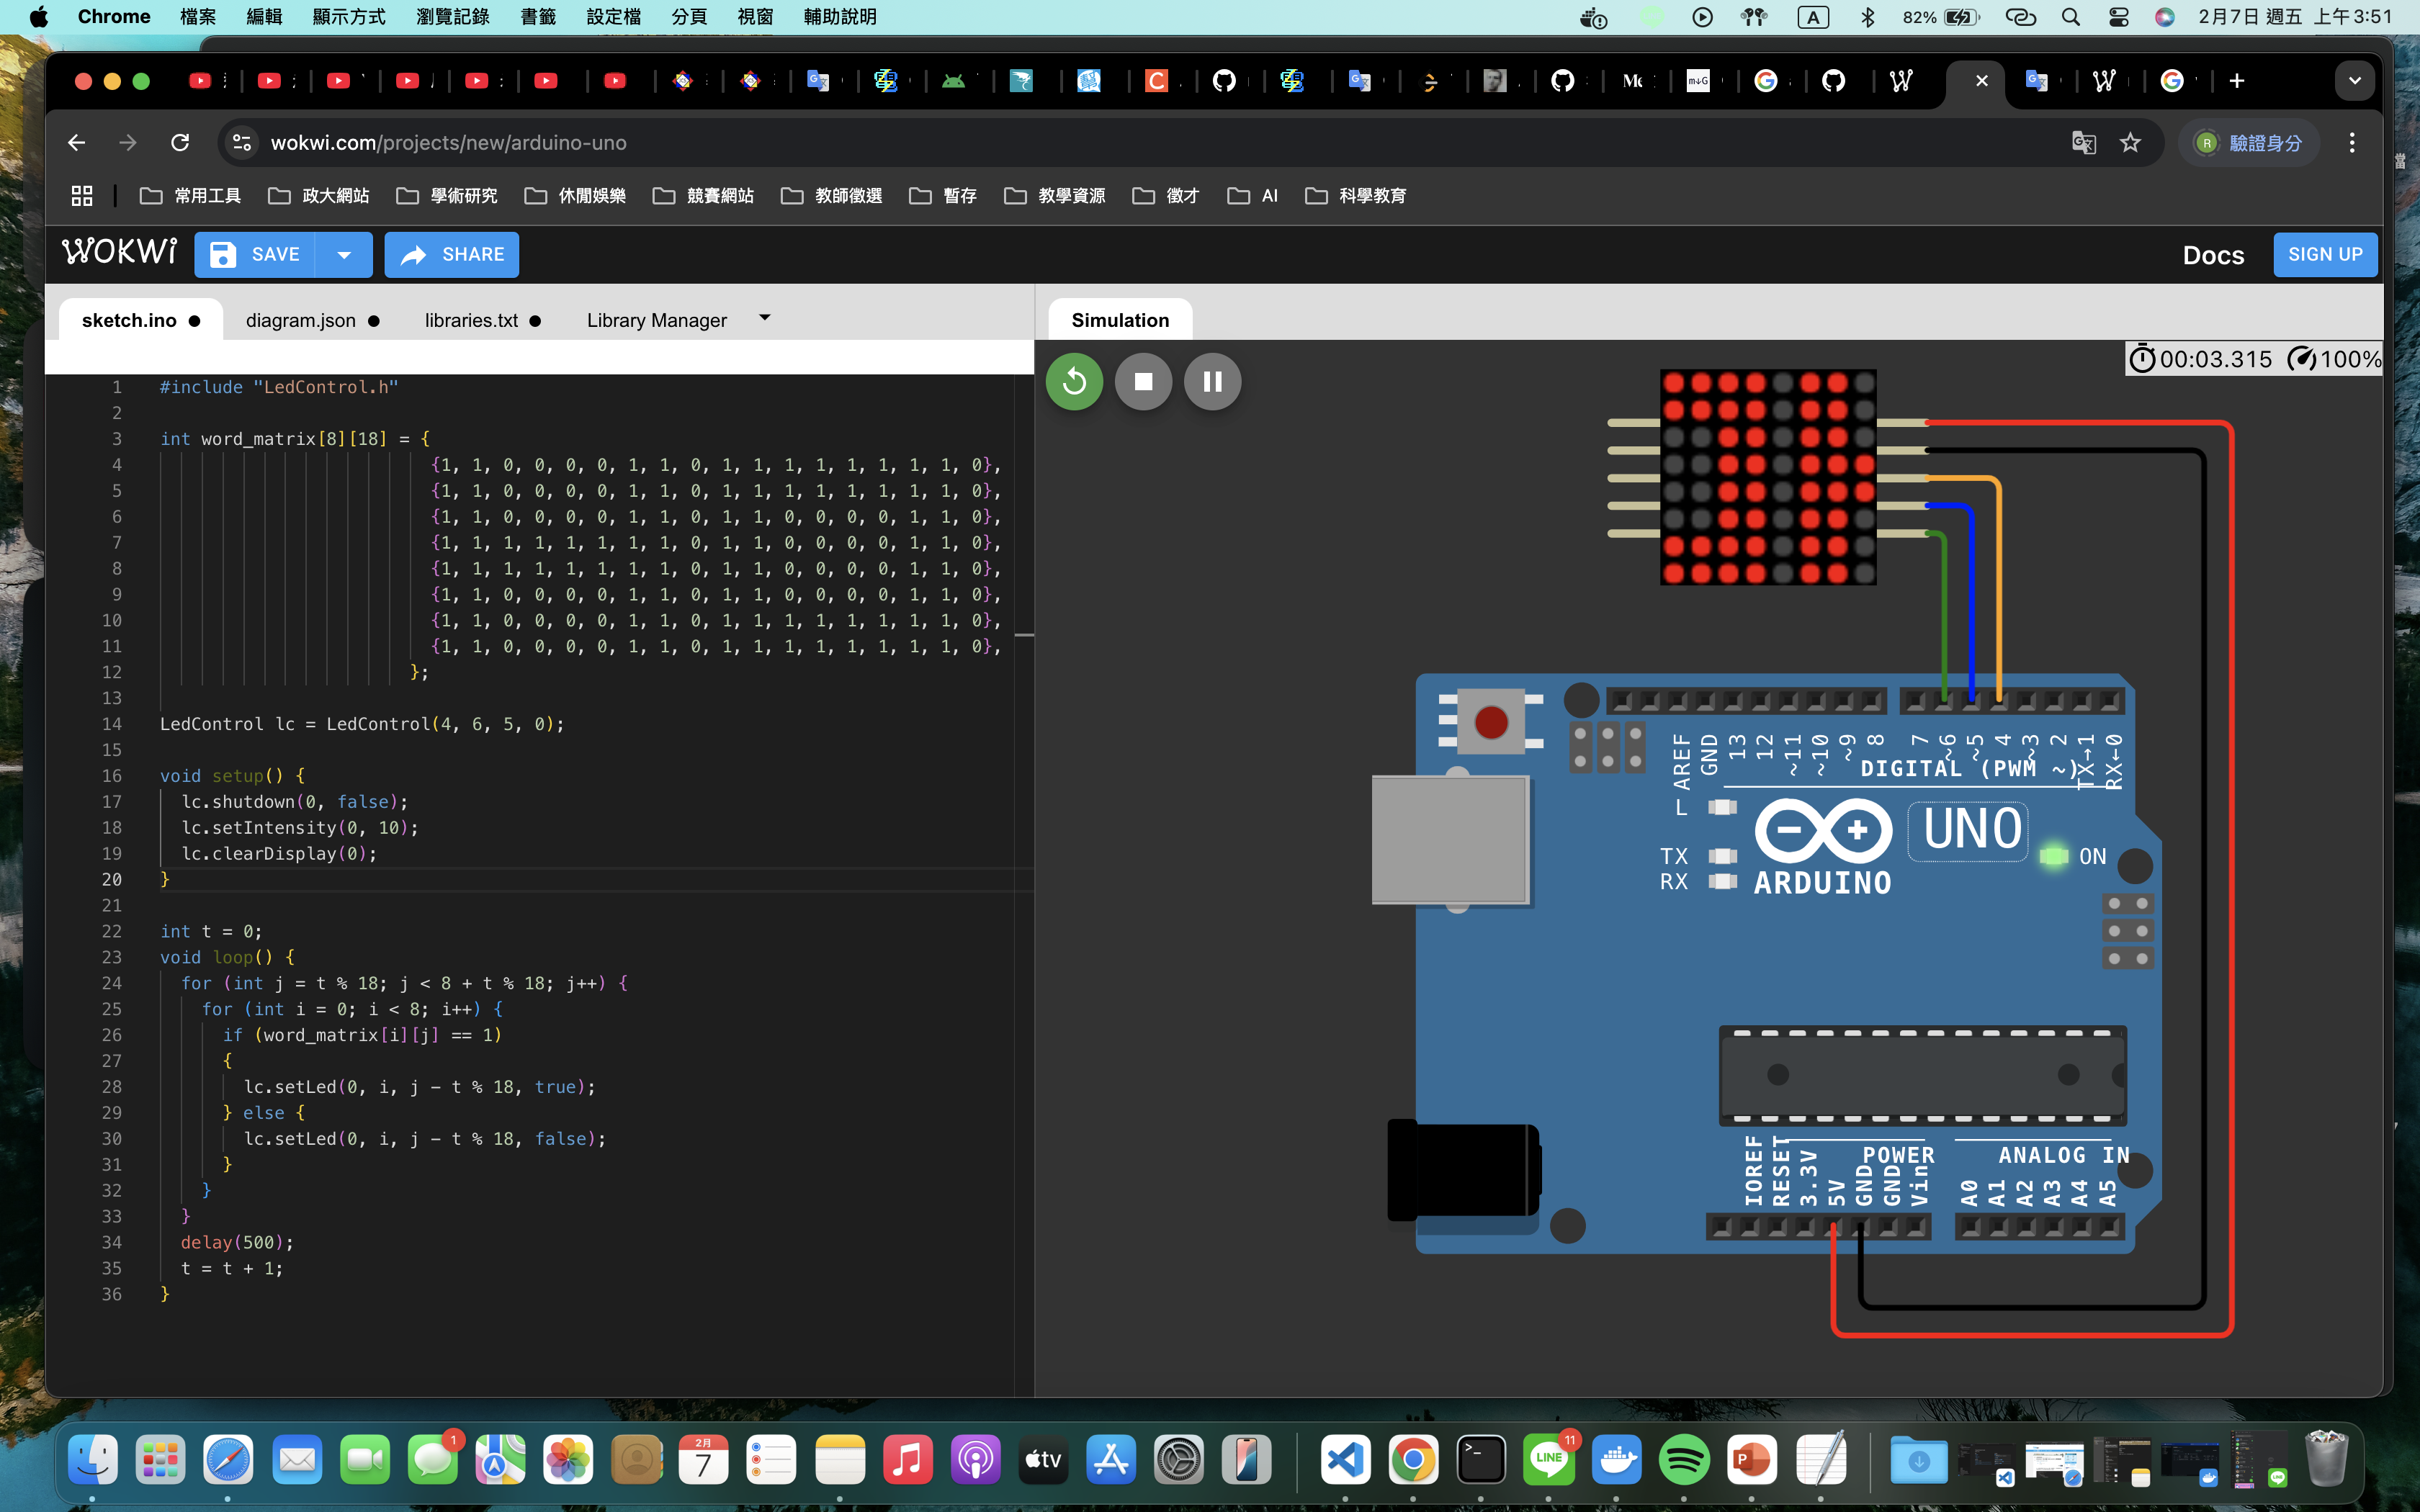 Chrome 檔案 編輯 顯示方式 瀏覽記錄 書籤 設定檔 分頁 視窗 輔助說明
A 82% 2月7日 週五 上午3:51
wokwi.com/projects/new/arduino-uno
R 驗證身分
常用工具 政大網站 學術研究 休閒娛樂 競賽網站 教師徵選 暫存 教學資源 徵才 AI 科學教育
WOKWi SAVE SHARE Docs SIGN UP
sketch.ino ● diagram.json ● libraries.txt ● Library Manager
Simulation
00:03.315 100%
1 #include "LedControl.h"
2
3 int word_matrix[8][18] = {
4 {1, 1, 0, 0, 0, 0, 1, 1, 0, 1, 1, 1, 1, 1, 1, 1, 1, 0},
5 {1, 1, 0, 0, 0, 0, 1, 1, 0, 1, 1, 1, 1, 1, 1, 1, 1, 0},
6 {1, 1, 0, 0, 0, 0, 1, 1, 0, 1, 1, 0, 0, 0, 0, 1, 1, 0},
7 {1, 1, 1, 1, 1, 1, 1, 1, 0, 1, 1, 0, 0, 0, 0, 1, 1, 0},
8 {1, 1, 1, 1, 1, 1, 1, 1, 0, 1, 1, 0, 0, 0, 0, 1, 1, 0},
9 {1, 1, 0, 0, 0, 0, 1, 1, 0, 1, 1, 0, 0, 0, 0, 1, 1, 0},
10 {1, 1, 0, 0, 0, 0, 1, 1, 0, 1, 1, 1, 1, 1, 1, 1, 1, 0},
11 {1, 1, 0, 0, 0, 0, 1, 1, 0, 1, 1, 1, 1, 1, 1, 1, 1, 0},
12 };
13
14 LedControl lc = LedControl(4, 6, 5, 0);
15
16 void setup() {
17 lc.shutdown(0, false);
18 lc.setIntensity(0, 10);
19 lc.clearDisplay(0);
20 }
21
22 int t = 0;
23 void loop() {
24 for (int j = t % 18; j < 8 + t % 18; j++) {
25 for (int i = 0; i < 8; i++) {
26 if (word_matrix[i][j] == 1)
27 {
28 lc.setLed(0, i, j - t % 18, true);
29 } else {
30 lc.setLed(0, i, j - t % 18, false);
31 }
32 }
33 }
34 delay(500);
35 t = t + 1;
36 }
AREF GND 13 12 ~11 ~10 ~9 8 7 ~6 ~5 4 ~3 2 TX→1 RX←0
DIGITAL (PWM ~)
L
UNO
TX ON
RX ARDUINO
POWER ANALOG IN
IOREF RESET 3.3V 5V GND GND Vin A0 A1 A2 A3 A4 A5
1
2月
7
tv
LINE
11
P